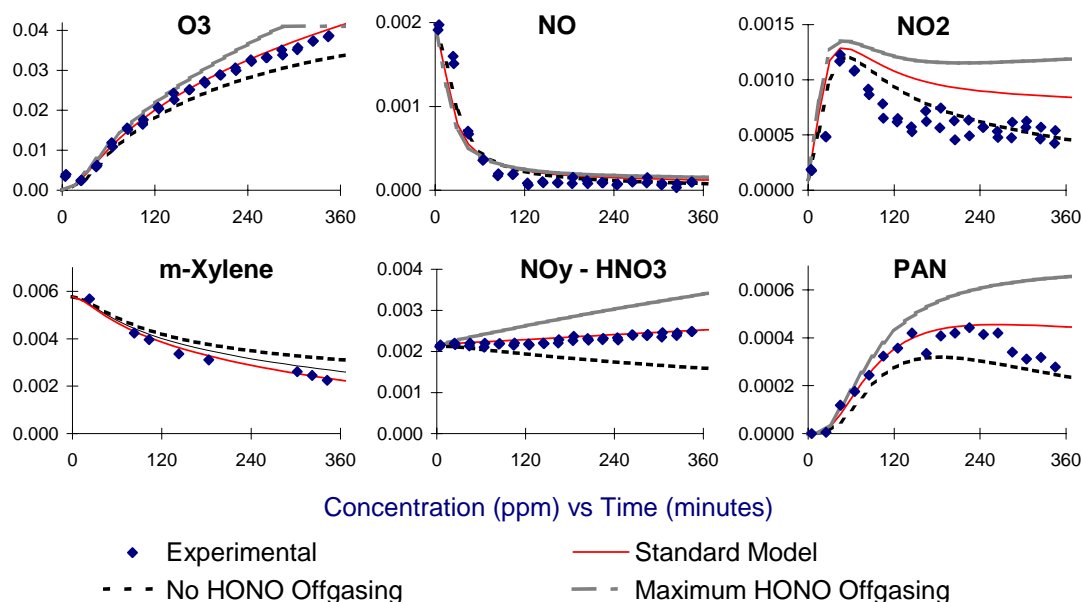 O3
NO
NO2
0.04
0.03
0.02
0.01
0.00
0 120 240 360
0.002
0.001
0.000
0 120 240 360
0.0015
0.0010
0.0005
0.0000
0 120 240 360
m-Xylene
NOy - HNO3
PAN
0.006
0.004
0.002
0.000
0 120 240 360
0.004
0.003
0.002
0.001
0.000
0 120 240 360
0.0006
0.0004
0.0002
0.0000
0 120 240 360
Concentration (ppm) vs Time (minutes)
Experimental
Standard Model
No HONO Offgasing
Maximum HONO Offgasing